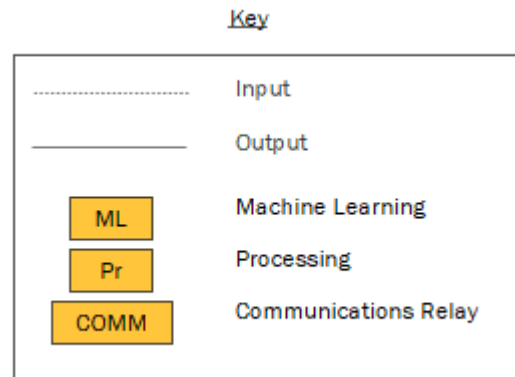 Key
Input
Output
ML Machine Learning
Pr Processing
COMM Communications Relay